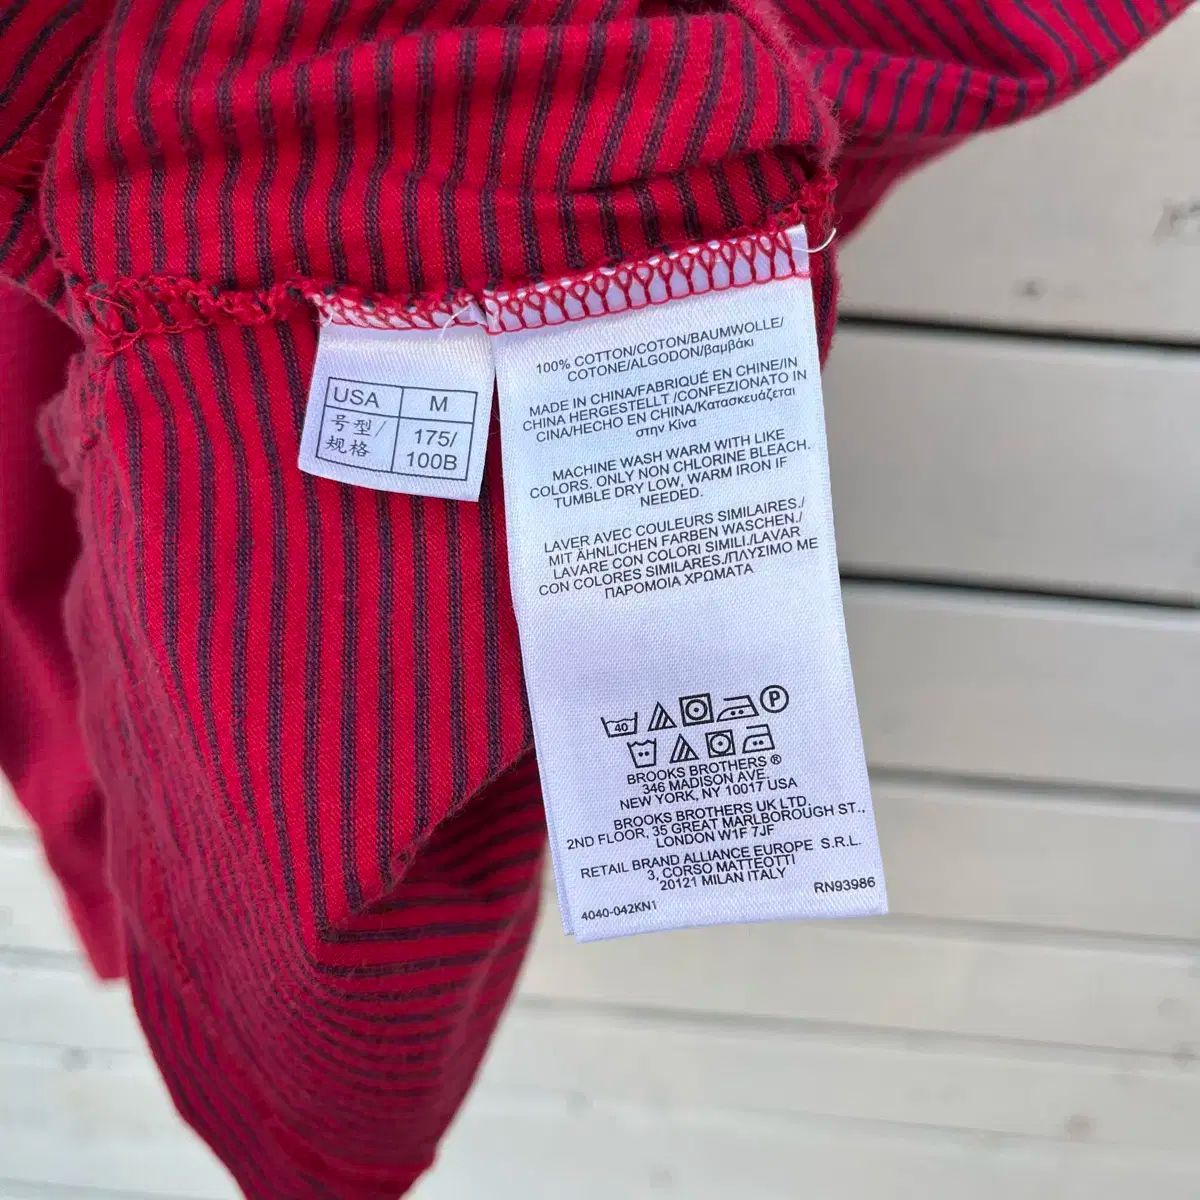 USA M
号型/
规格
175/
100B
100% COTTON/COTON/BAUMWOLLE/
COTONE/ALGODON/βαμβάκι
MADE IN CHINA/FABRIQUÉ EN CHINE/IN
CHINA HERGESTELLT /CONFEZIONATO IN
CINA/HECHO EN CHINA/Κατασκευάζεται
στην Κίνα
MACHINE WASH WARM WITH LIKE
COLORS. ONLY NON CHLORINE BLEACH.
TUMBLE DRY LOW, WARM IRON IF
NEEDED.
LAVER AVEC COULEURS SIMILAIRES./
MIT ÄHNLICHEN FARBEN WASCHEN./
LAVARE CON COLORI SIMILI./LAVAR
CON COLORES SIMILARES./ΠΛΥΣΙΜΟ ΜΕ
ΠΑΡΟΜΟΙΑ ΧΡΩΜΑΤΑ
40 P
BROOKS BROTHERS ®
346 MADISON AVE.
NEW YORK, NY 10017 USA
BROOKS BROTHERS UK LTD.
2ND FLOOR, 35 GREAT MARLBOROUGH ST.,
LONDON W1F 7JF
RETAIL BRAND ALLIANCE EUROPE S.R.L.
3, CORSO MATTEOTTI
20121 MILAN ITALY
RN93986
4040-042KN1